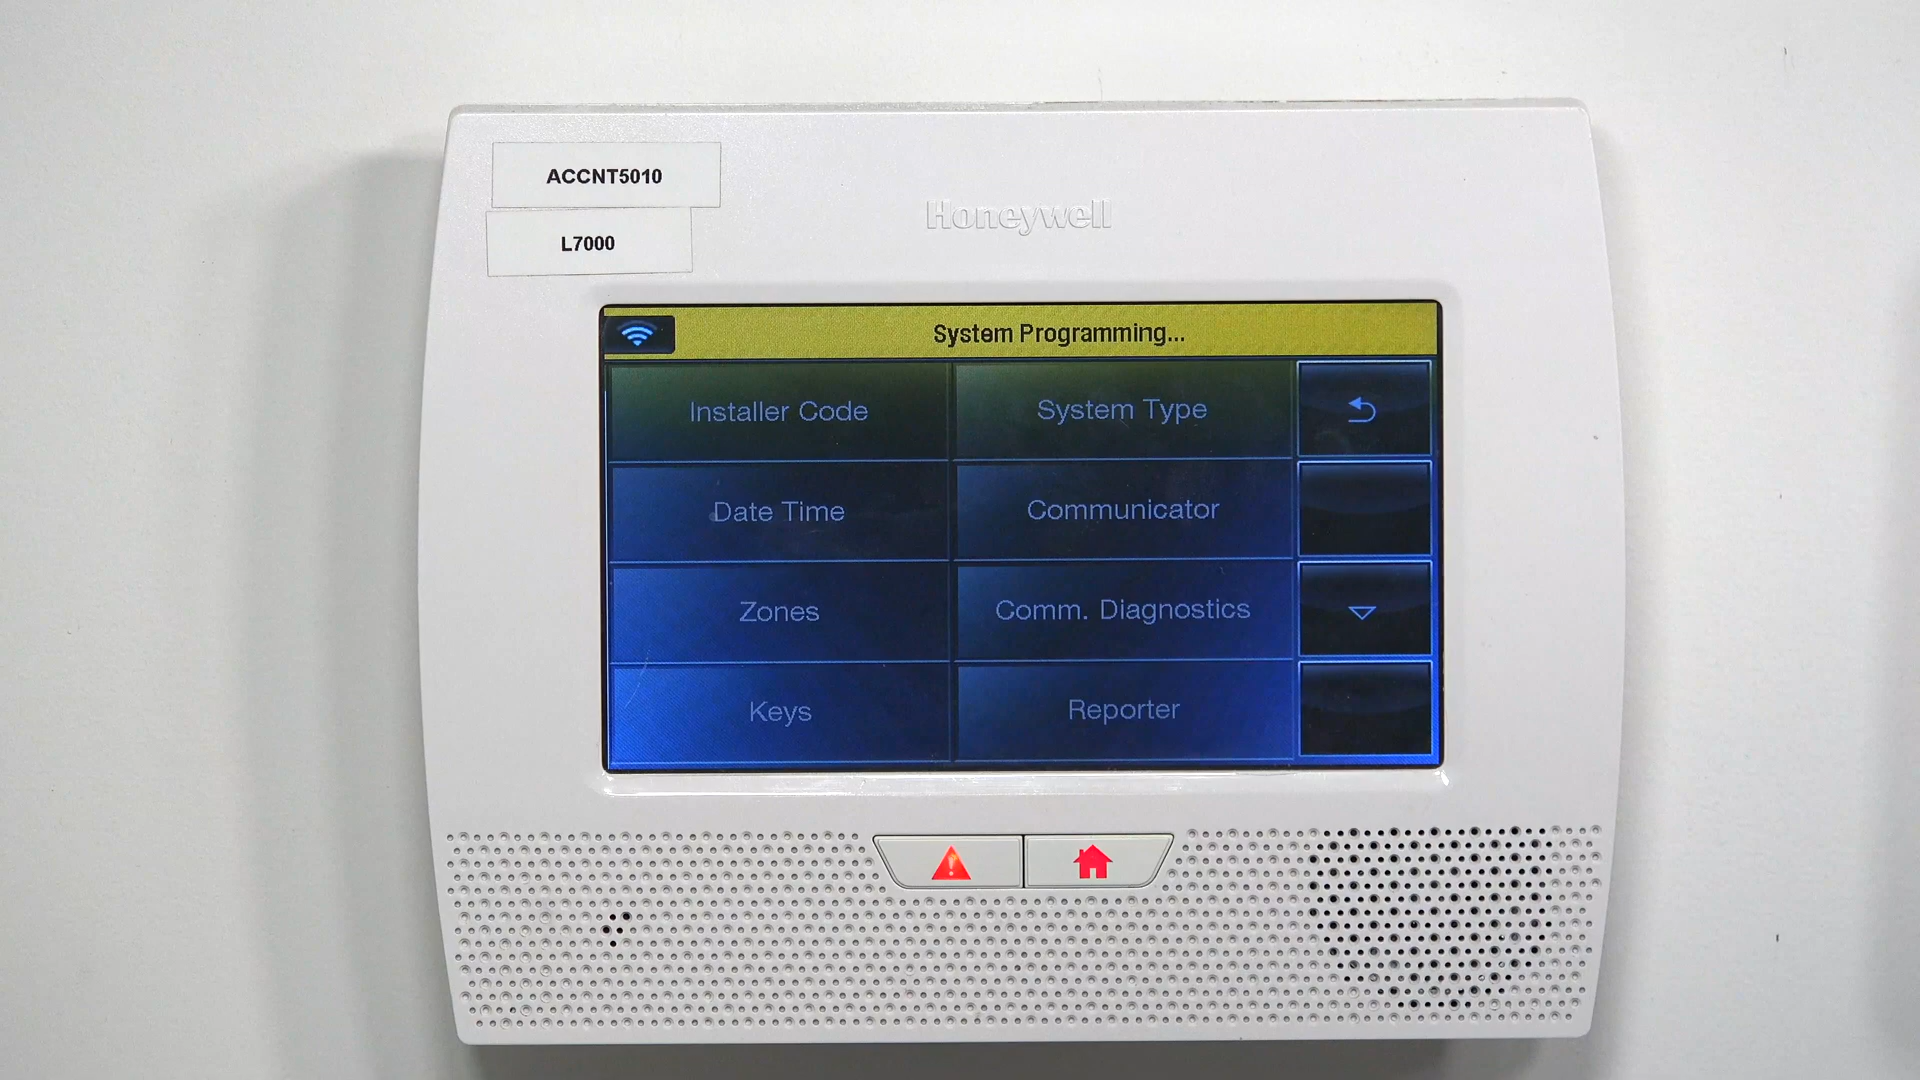 ACCNT5010
L7000
Honeywell
System Programming...
Installer Code
System Type
Date Time
Communicator
Zones
Comm. Diagnostics
Keys
Reporter